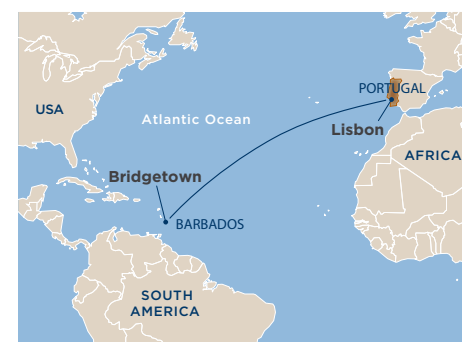 PORTUGAL
USA
Atlantic Ocean
Lisbon
AFRICA
Bridgetown
BARBADOS
SOUTH
AMERICA